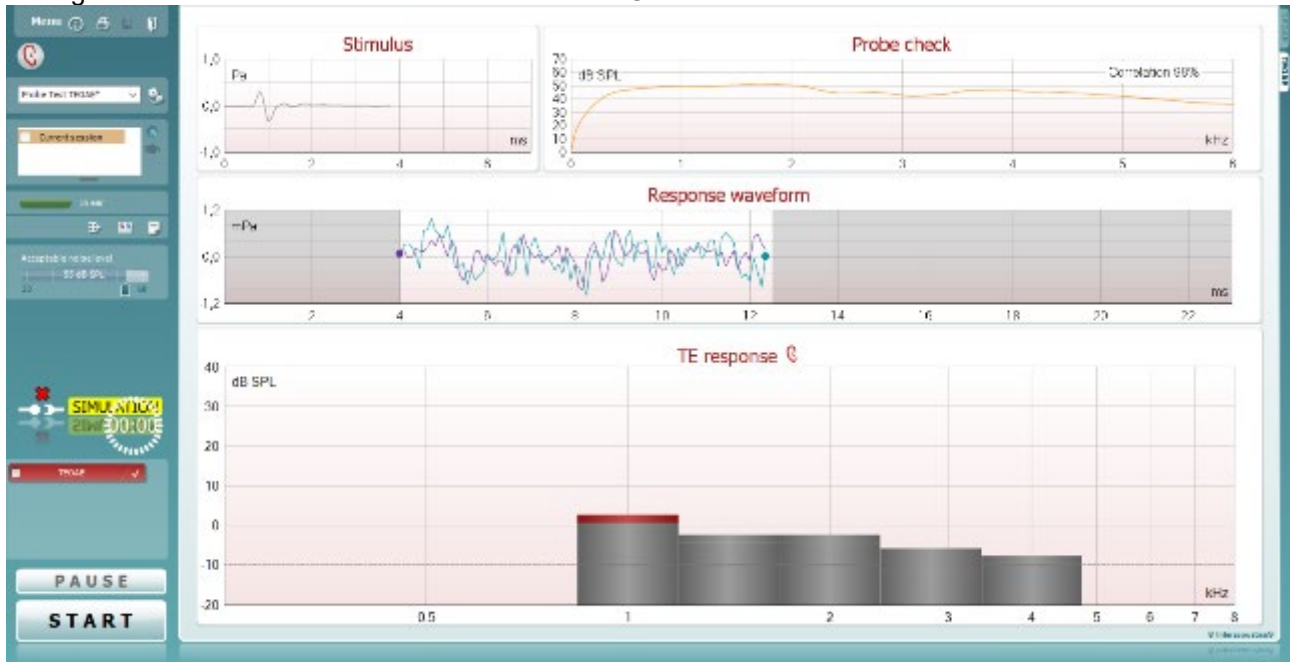 Menu
Probe Test TEOAE*
Current session
Acceptable noise level
55 dB SPL
SIMULATION!
00:00
TEOAE
PAUSE
START
Stimulus
1,0
Pa
0,0
-1,0
0 2 4 6
ms
Probe check
70
60
50
40
30
20
10
0
dB SPL
Correlation 98%
kHz
0 1 2 3 4 5 6
Response waveform
1,2
mPa
0,0
-1,2
2 4 6 8 10 12 14 16 18 20 22
ms
TE response
40
dB SPL
30
20
10
0
-10
-20
kHz
0.5 1 2 3 4 5 6 7 8